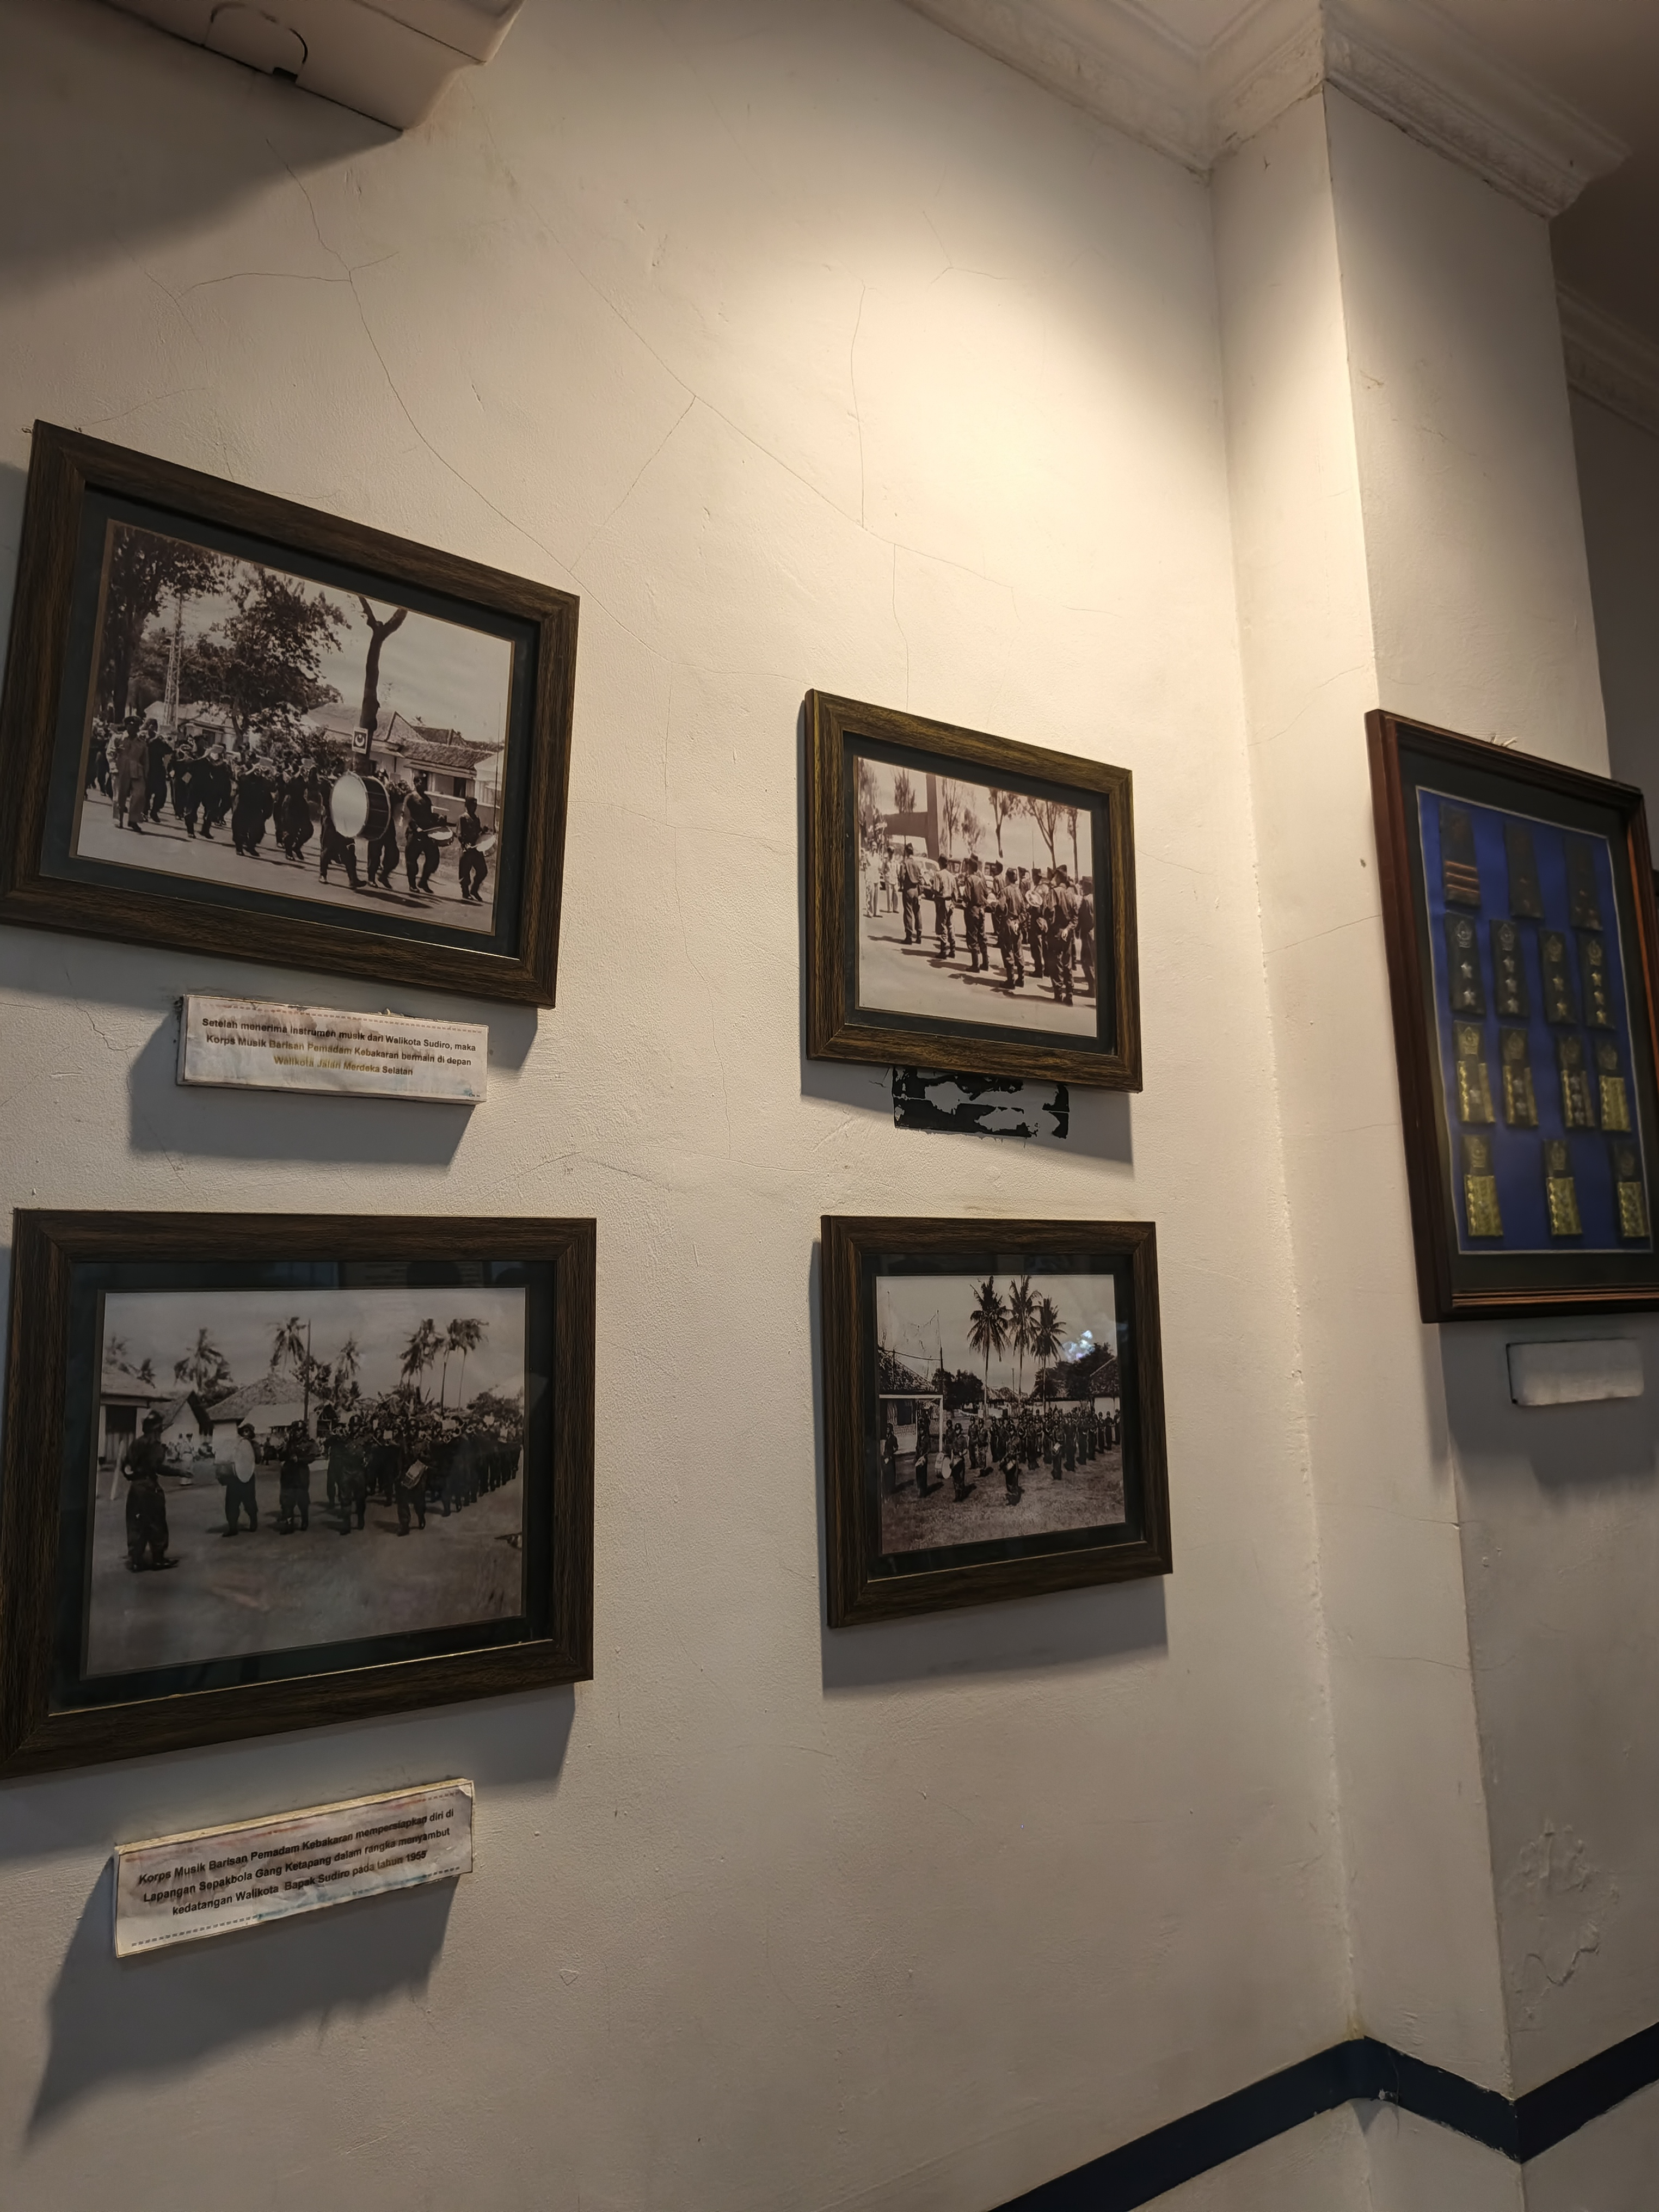 Setelah menerima instrumen musik dari Walikota Sudiro, maka
Korps Musik Barisan Pemadam Kebakaran bermain di depan
Walikota Jalan Merdeka Selatan
Korps Musik Barisan Pemadam Kebakaran mempersiapkan diri di
Lapangan Sepakbola Gang Ketapang dalam rangka menyambut
kedatangan Walikota Bapak Sudiro pada tahun 1955